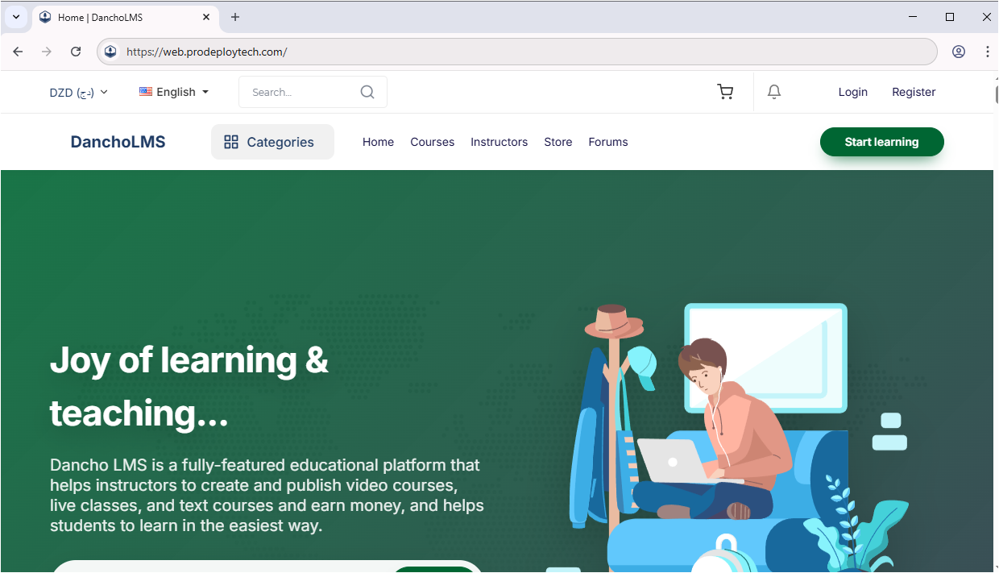 Home | DanchoLMS
https://web.prodeploytech.com/
DZD (دج) English Search... Login Register
DanchoLMS Categories Home Courses Instructors Store Forums Start learning
Joy of learning &
teaching...
Dancho LMS is a fully-featured educational platform that
helps instructors to create and publish video courses,
live classes, and text courses and earn money, and helps
students to learn in the easiest way.